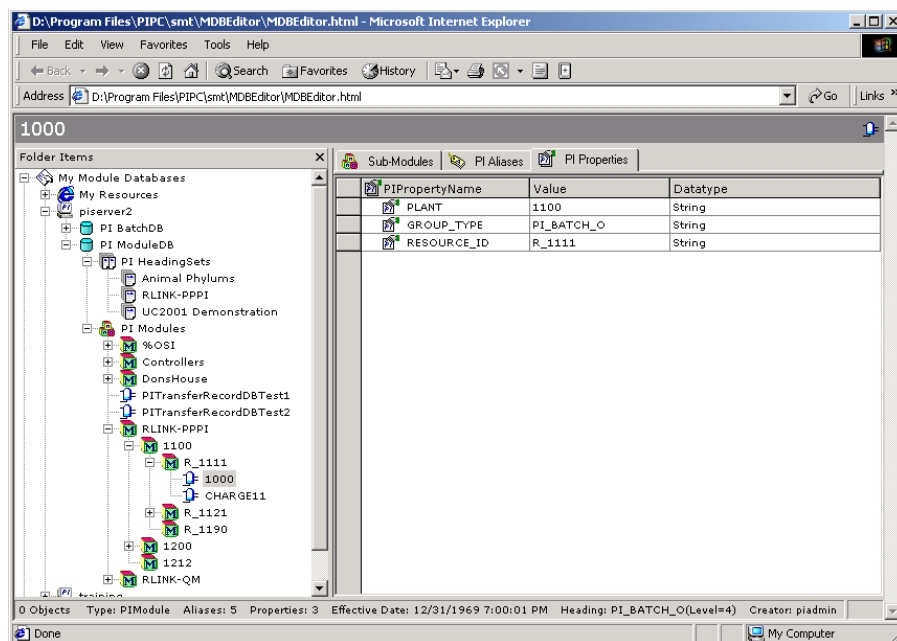 D:\Program Files\PIPC\smt\MDBEditor\MDBEditor.html - Microsoft Internet Explorer
File Edit View Favorites Tools Help
Back Search Favorites History
Address D:\Program Files\PIPC\smt\MDBEditor\MDBEditor.html Go Links »
1000
Folder Items x
Sub-Modules PI Aliases PI Properties
My Module Databases
My Resources
piserver2
PI BatchDB
PI ModuleDB
PI HeadingSets
Animal Phylums
RLINK-PPPI
UC2001 Demonstration
PI Modules
%OSI
Controllers
DonsHouse
PITransferRecordDBTest1
PITransferRecordDBTest2
RLINK-PPPI
1100
R_1111
1000
CHARGE11
R_1121
R_1190
1200
1212
RLINK-QM
training
PIPropertyName Value Datatype
PLANT 1100 String
GROUP_TYPE PI_BATCH_O String
RESOURCE_ID R_1111 String
0 Objects Type: PIModule Aliases: 5 Properties: 3 Effective Date: 12/31/1969 7:00:01 PM Heading: PI_BATCH_O(Level=4) Creator: piadmin
Done My Computer